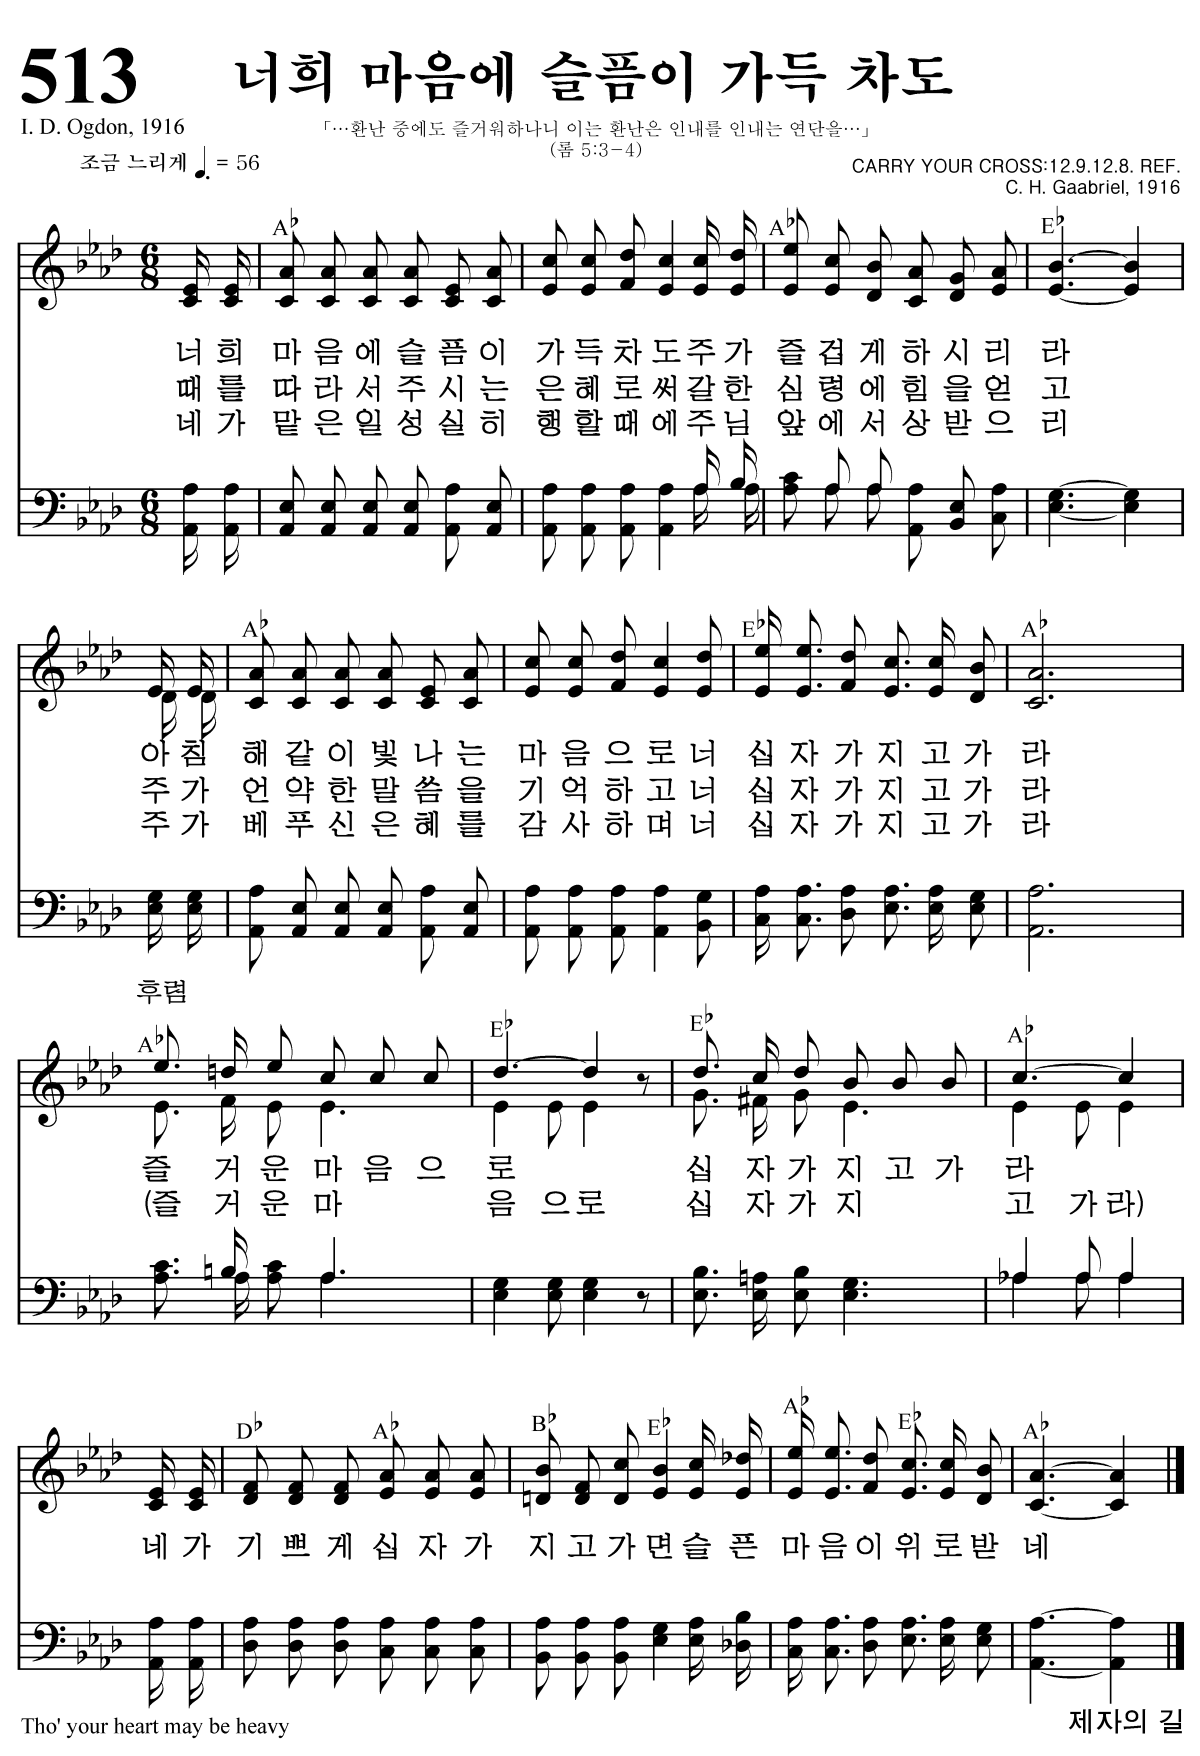 513 너희 마음에 슬픔이 가득 차도
I. D. Ogdon, 1916
「…환난 중에도 즐거워하나니 이는 환난은 인내를 인내는 연단을…」
(롬 5:3-4)
조금 느리게 ♩. = 56
CARRY YOUR CROSS:12.9.12.8. REF.
C. H. Gaabriel, 1916
A♭ A♭ E♭
6 8
너 희 마 음 에 슬 픔 이 가 득 차 도 주 가 즐 겁 게 하 시 리 라
때 를 따 라 서 주 시 는 은 혜 로 써 갈 한 심 령 에 힘 을 얻 고
네 가 맡 은 일 성 실 히 행 할 때 에 주 님 앞 에 서 상 받 으 리
6 8
A♭ E♭ A♭
아 침 해 같 이 빛 나 는 마 음 으 로 너 십 자 가 지 고 가 라
주 가 언 약 한 말 씀 을 기 억 하 고 너 십 자 가 지 고 가 라
주 가 베 푸 신 은 혜 를 감 사 하 며 너 십 자 가 지 고 가 라
후렴
A♭ E♭ E♭ A♭
즐 거 운 마 음 으 로 십 자 가 지 고 가 라
(즐 거 운 마 음 으 로 십 자 가 지 고 가 라)
D♭ A♭ B♭ E♭ A♭ E♭ A♭
네 가 기 쁘 게 십 자 가 지 고 가 면 슬 픈 마 음 이 위 로 받 네
Tho' your heart may be heavy
제자의 길